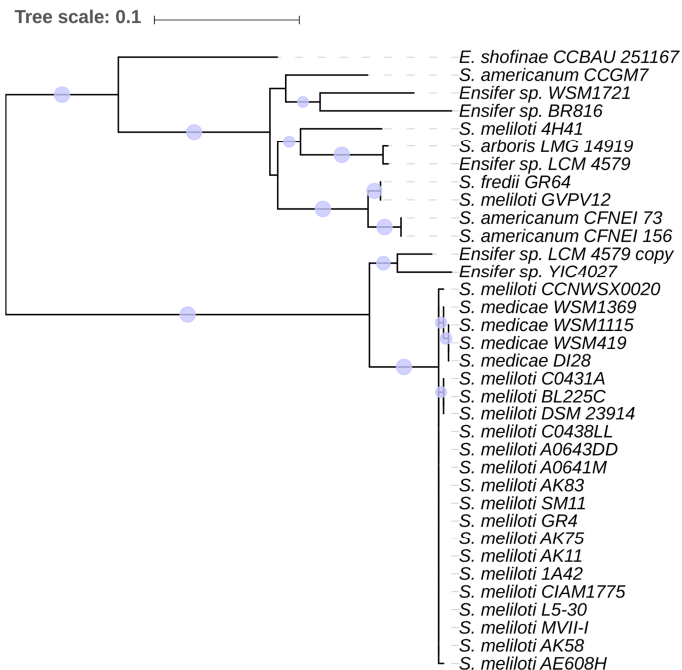 Tree scale: 0.1
E. shofinae CCBAU 251167
S. americanum CCGM7
Ensifer sp. WSM1721
Ensifer sp. BR816
S. meliloti 4H41
S. arboris LMG 14919
Ensifer sp. LCM 4579
S. fredii GR64
S. meliloti GVPV12
S. americanum CFNEI 73
S. americanum CFNEI 156
Ensifer sp. LCM 4579 copy
Ensifer sp. YIC4027
S. meliloti CCNWSX0020
S. medicae WSM1369
S. medicae WSM1115
S. medicae WSM419
S. medicae DI28
S. meliloti C0431A
S. meliloti BL225C
S. meliloti DSM 23914
S. meliloti C0438LL
S. meliloti A0643DD
S. meliloti A0641M
S. meliloti AK83
S. meliloti SM11
S. meliloti GR4
S. meliloti AK75
S. meliloti AK11
S. meliloti 1A42
S. meliloti CIAM1775
S. meliloti L5-30
S. meliloti MVII-I
S. meliloti AK58
S. meliloti AE608H